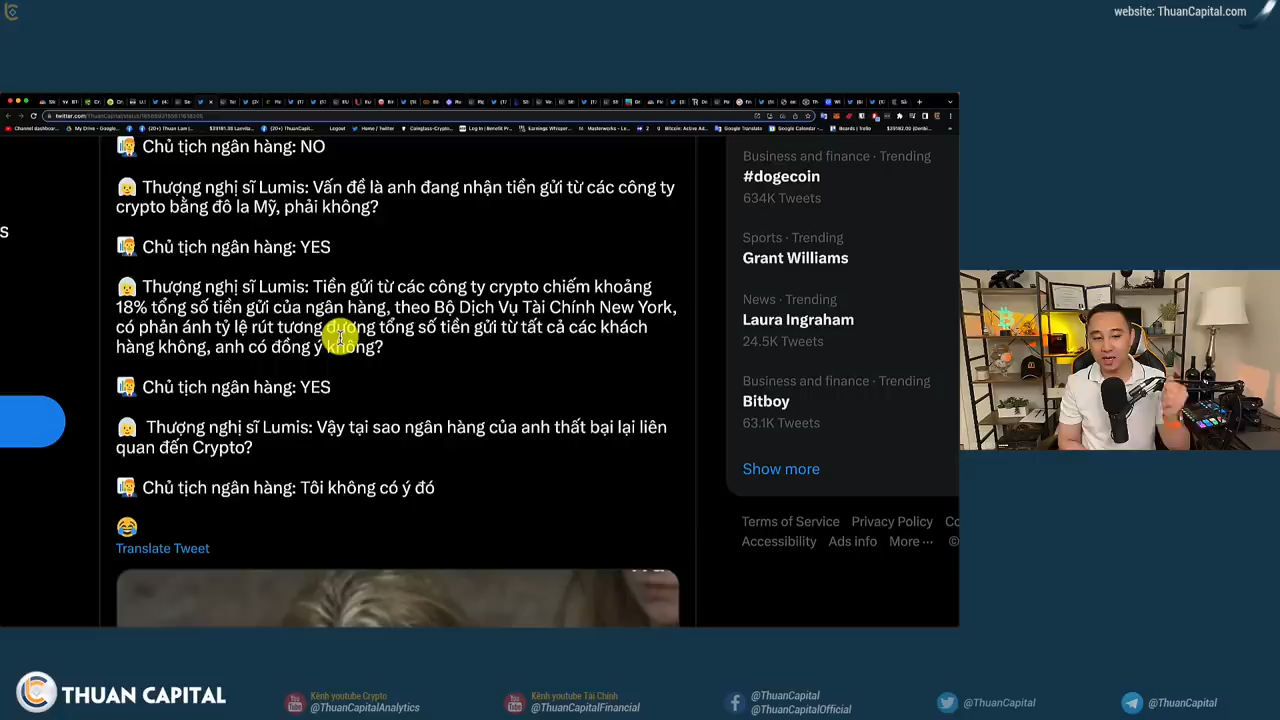 website: ThuanCapital.com
Chủ tịch ngân hàng: NO
Thượng nghị sĩ Lumis: Vấn đề là anh đang nhận tiền gửi từ các công ty
crypto bằng đô la Mỹ, phải không?
Chủ tịch ngân hàng: YES
Thượng nghị sĩ Lumis: Tiền gửi từ các công ty crypto chiếm khoảng
18% tổng số tiền gửi của ngân hàng, theo Bộ Dịch Vụ Tài Chính New York,
có phản ánh tỷ lệ rút tương đương tổng số tiền gửi từ tất cả các khách
hàng không, anh có đồng ý không?
Chủ tịch ngân hàng: YES
Thượng nghị sĩ Lumis: Vậy tại sao ngân hàng của anh thất bại lại liên
quan đến Crypto?
Chủ tịch ngân hàng: Tôi không có ý đó
Translate Tweet
Business and finance · Trending
#dogecoin
634K Tweets
Sports · Trending
Grant Williams
News · Trending
Laura Ingraham
24.5K Tweets
Business and finance · Trending
Bitboy
63.1K Tweets
Show more
Terms of Service Privacy Policy Co
Accessibility Ads info More ··· ©
THUAN CAPITAL
Kênh youtube Crypto
@ThuanCapitalAnalytics
Kênh youtube Tài Chính
@ThuanCapitalFinancial
@ThuanCapital
@ThuanCapitalOfficial
@ThuanCapital
@ThuanCapital